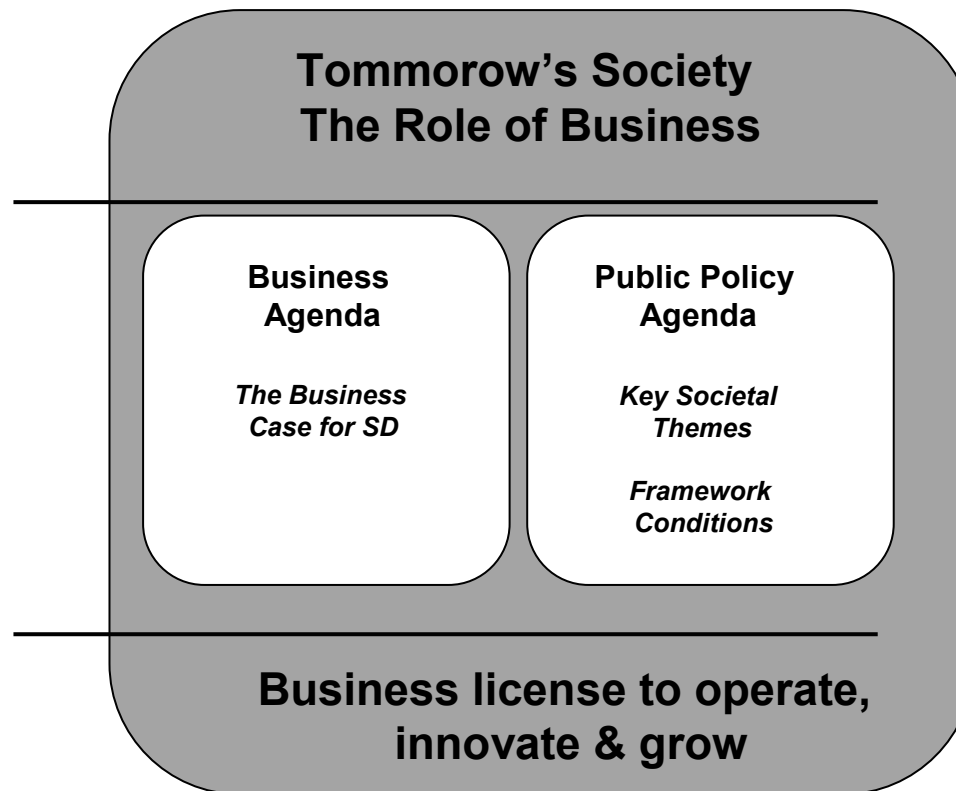 Tommorow’s Society
The Role of Business
Business
Agenda
The Business
Case for SD
Public Policy
Agenda
Key Societal
Themes
Framework
Conditions
Business license to operate,
innovate & grow